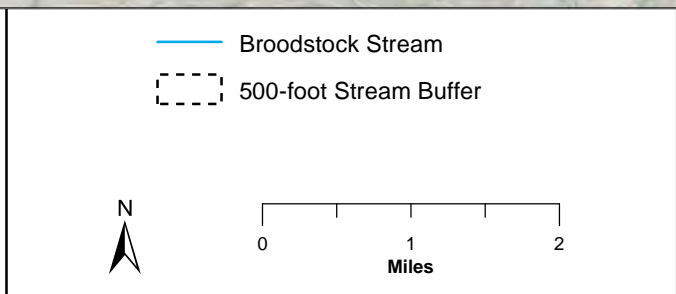 Broodstock Stream
500-foot Stream Buffer
N
0 1 2
Miles